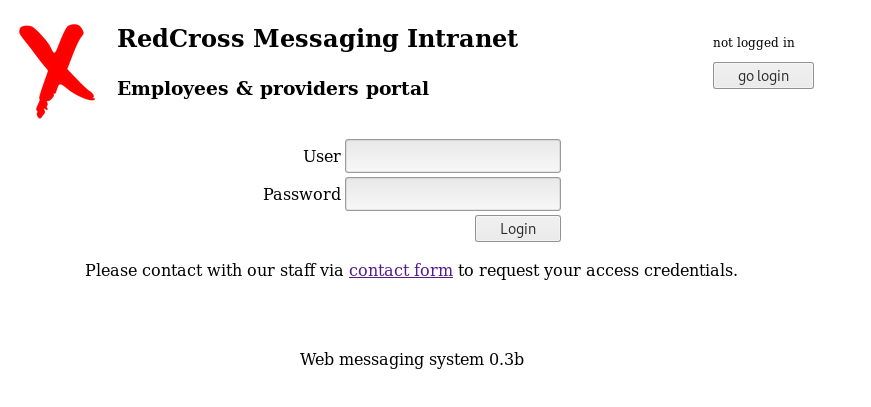 RedCross Messaging Intranet
not logged in
go login
Employees & providers portal
User
Password
Login
Please contact with our staff via contact form to request your access credentials.
Web messaging system 0.3b